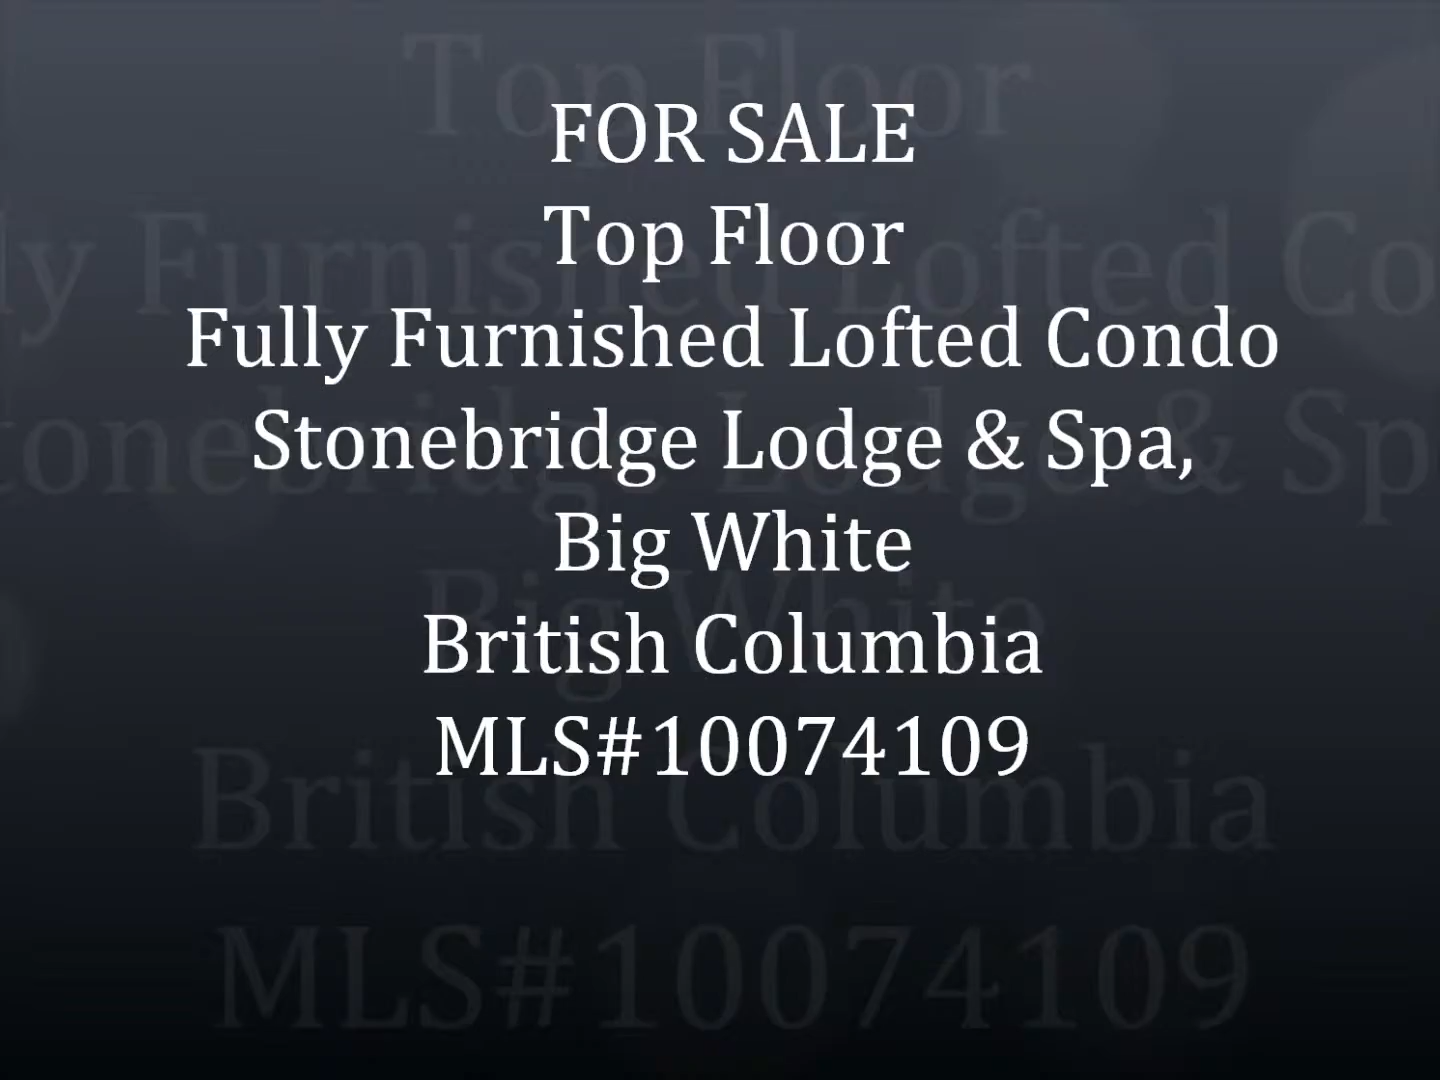 FOR SALE
Top Floor
Fully Furnished Lofted Condo
Stonebridge Lodge & Spa,
Big White
British Columbia
MLS#10074109